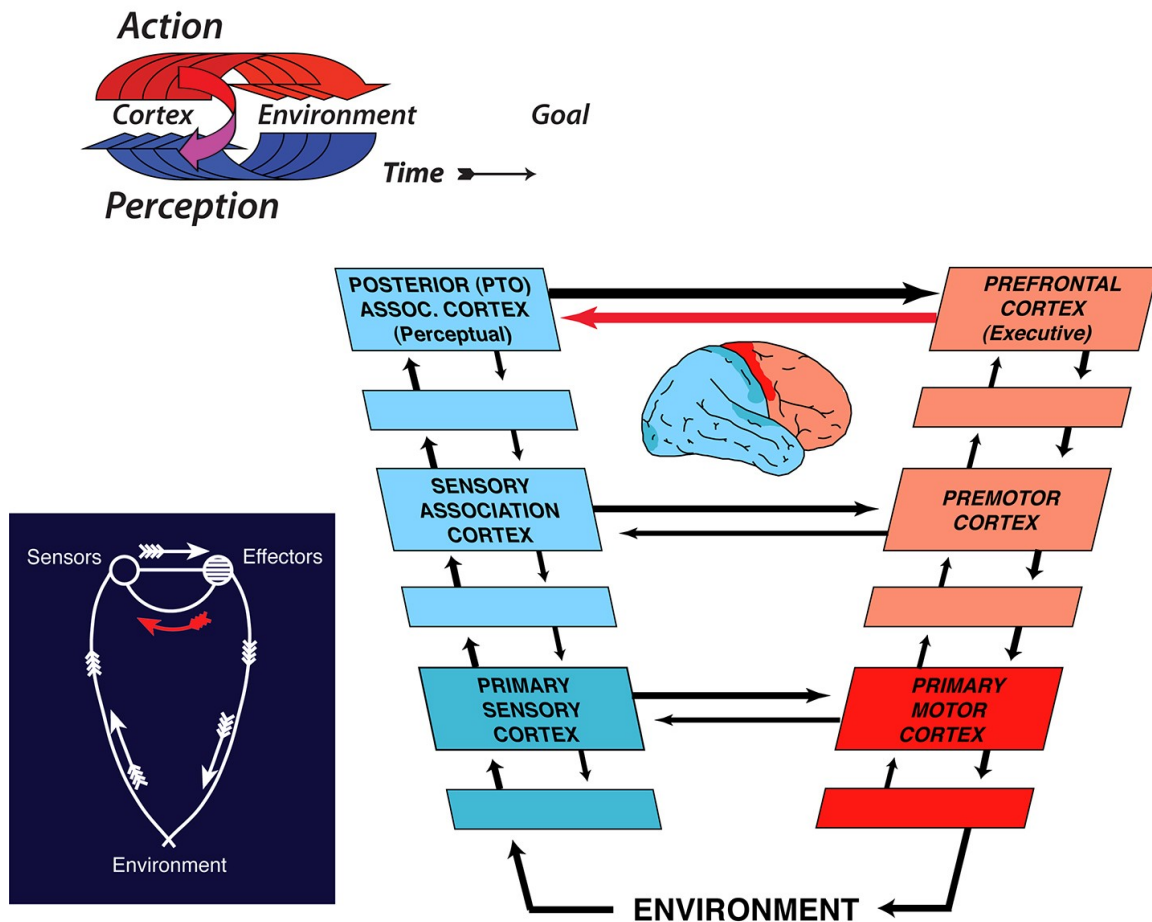 Action
Cortex
Environment
Goal
Time
Perception
POSTERIOR (PTO)
ASSOC. CORTEX
(Perceptual)
PREFRONTAL
CORTEX
(Executive)
SENSORY
ASSOCIATION
CORTEX
PREMOTOR
CORTEX
Sensors
Effectors
Environment
PRIMARY
SENSORY
CORTEX
PRIMARY
MOTOR
CORTEX
ENVIRONMENT